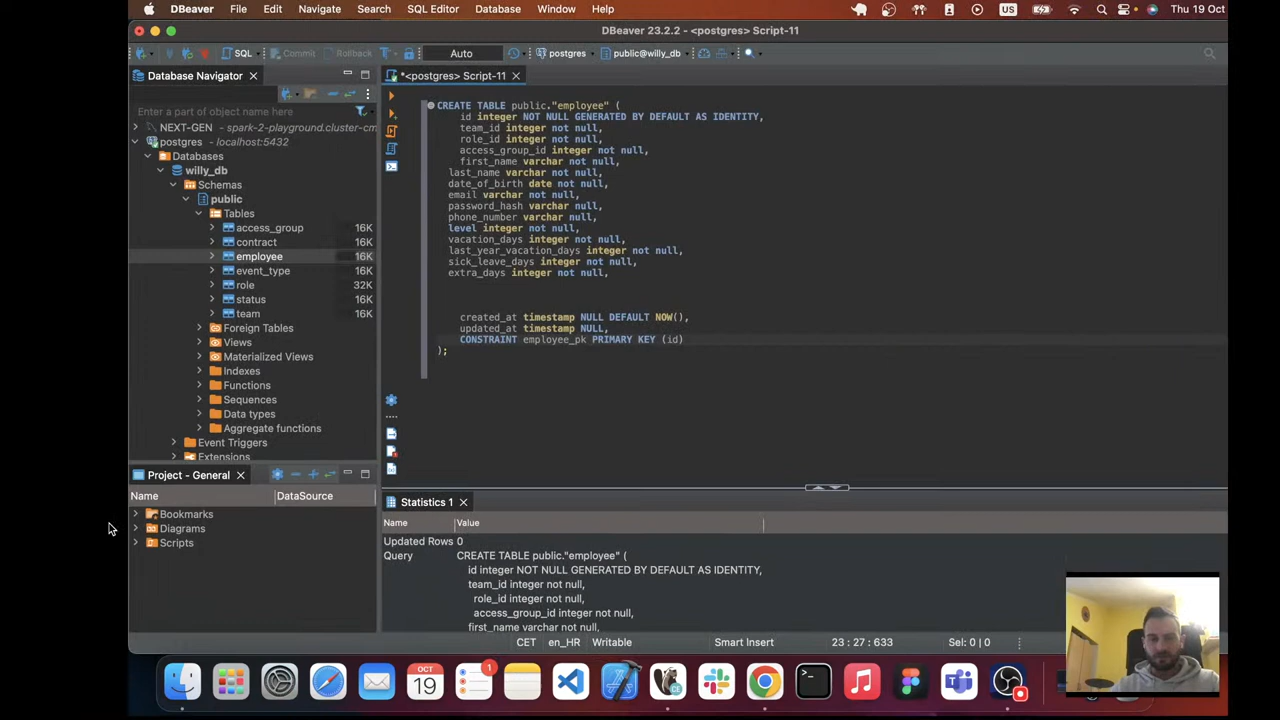 DBeaver File Edit Navigate Search SQL Editor Database Window Help US Thu 19 Oct
DBeaver 23.2.2 - <postgres> Script-11
SQL Commit Rollback T Auto postgres public@willy_db
Database Navigator
*<postgres> Script-11
Enter a part of object name here
NEXT-GEN - spark-2-playground.cluster-cm
postgres - localhost:5432
Databases
willy_db
Schemas
public
Tables
access_group 16K
contract 16K
employee 16K
event_type 16K
role 32K
status 16K
team 16K
Foreign Tables
Views
Materialized Views
Indexes
Functions
Sequences
Data types
Aggregate functions
Event Triggers
Extensions
CREATE TABLE public."employee" (
id integer NOT NULL GENERATED BY DEFAULT AS IDENTITY,
team_id integer not null,
role_id integer not null,
access_group_id integer not null,
first_name varchar not null,
last_name varchar not null,
date_of_birth date not null,
email varchar not null,
password_hash varchar null,
phone_number varchar null,
level integer not null,
vacation_days integer not null,
last_year_vacation_days integer not null,
sick_leave_days integer not null,
extra_days integer not null,
created_at timestamp NULL DEFAULT NOW(),
updated_at timestamp NULL,
CONSTRAINT employee_pk PRIMARY KEY (id)
);
Project - General
Name DataSource
Bookmarks
Diagrams
Scripts
Statistics 1
Name Value
Updated Rows 0
Query CREATE TABLE public."employee" (
id integer NOT NULL GENERATED BY DEFAULT AS IDENTITY,
team_id integer not null,
role_id integer not null,
access_group_id integer not null,
first_name varchar not null,
CET en_HR Writable Smart Insert 23 : 27 : 633 Sel: 0 | 0
OCT
19
1